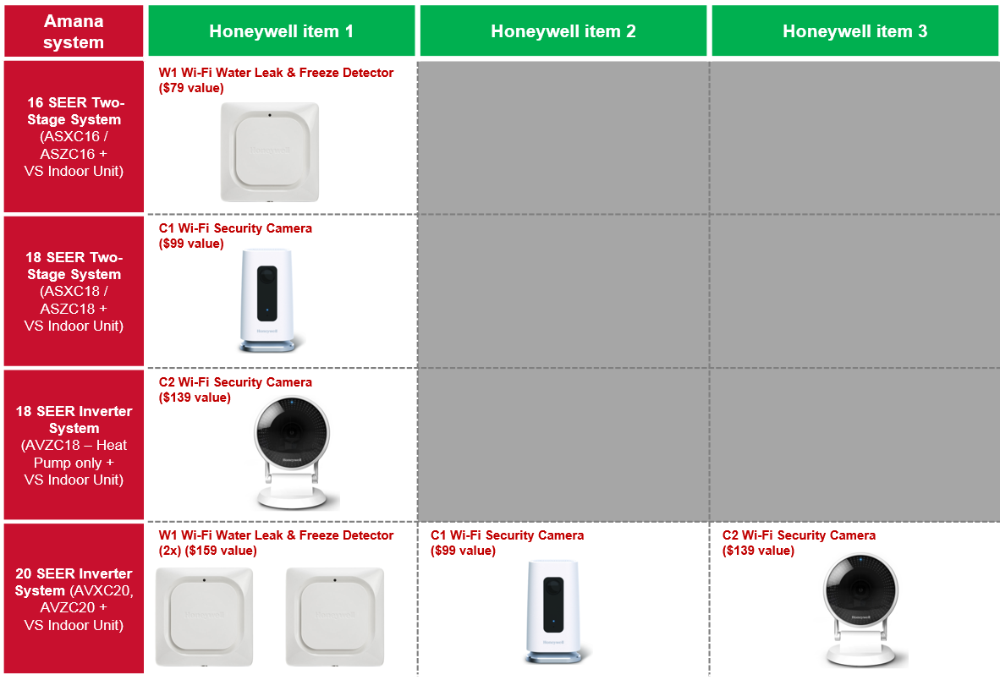 Amana
system
Honeywell item 1
Honeywell item 2
Honeywell item 3
16 SEER Two-
Stage System
(ASXC16 /
ASZC16 +
VS Indoor Unit)
W1 Wi-Fi Water Leak & Freeze Detector
($79 value)
Honeywell
18 SEER Two-
Stage System
(ASXC18 /
ASZC18 +
VS Indoor Unit)
C1 Wi-Fi Security Camera
($99 value)
Honeywell
18 SEER Inverter
System
(AVZC18 – Heat
Pump only +
VS Indoor Unit)
C2 Wi-Fi Security Camera
($139 value)
Honeywell
20 SEER Inverter
System (AVXC20,
AVZC20 +
VS Indoor Unit)
W1 Wi-Fi Water Leak & Freeze Detector
(2x) ($159 value)
Honeywell
Honeywell
C1 Wi-Fi Security Camera
($99 value)
Honeywell
C2 Wi-Fi Security Camera
($139 value)
Honeywell